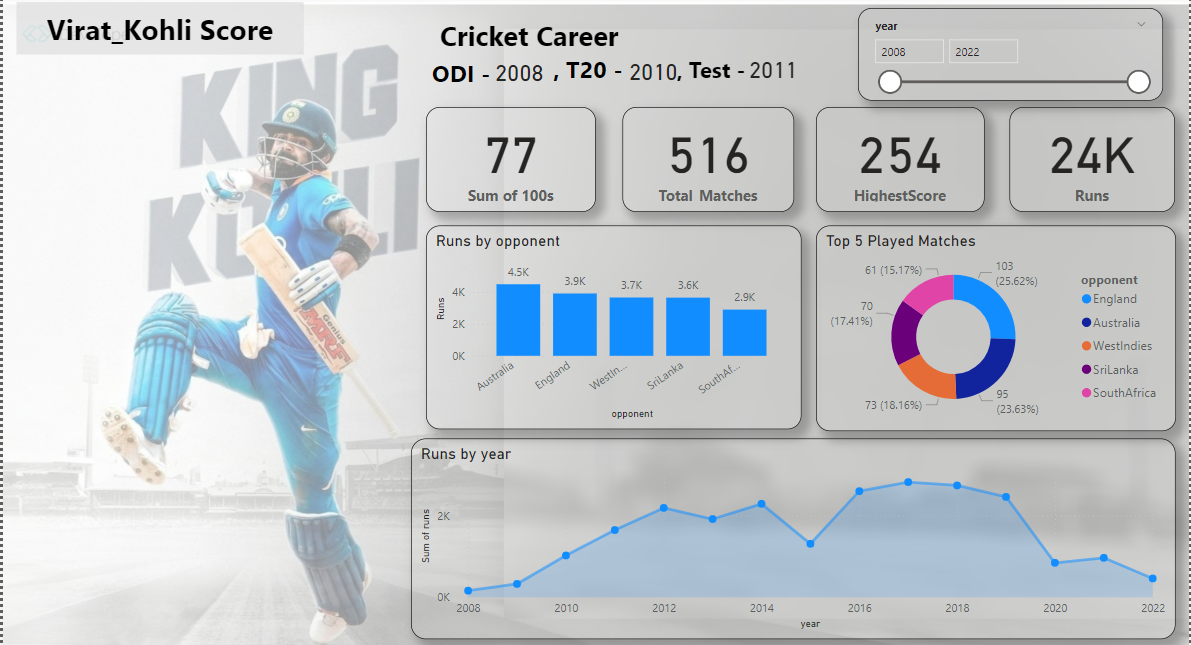 Virat_Kohli Score
Cricket Career
ODI - 2008 , T20 - 2010, Test - 2011
year
2008 2022
KING
KOHLI
77
Sum of 100s
516
Total Matches
254
HighestScore
24K
Runs
Runs by opponent
Runs
4K
2K
0K
4.5K
3.9K
3.7K
3.6K
2.9K
Australia
England
WestIn...
SriLanka
SouthAf...
opponent
Top 5 Played Matches
103
(25.62%)
95
(23.63%)
73 (18.16%)
70
(17.41%)
61 (15.17%)
opponent
England
Australia
WestIndies
SriLanka
SouthAfrica
Runs by year
Sum of runs
2K
0K
2008 2010 2012 2014 2016 2018 2020 2022
year
Genius
MRF